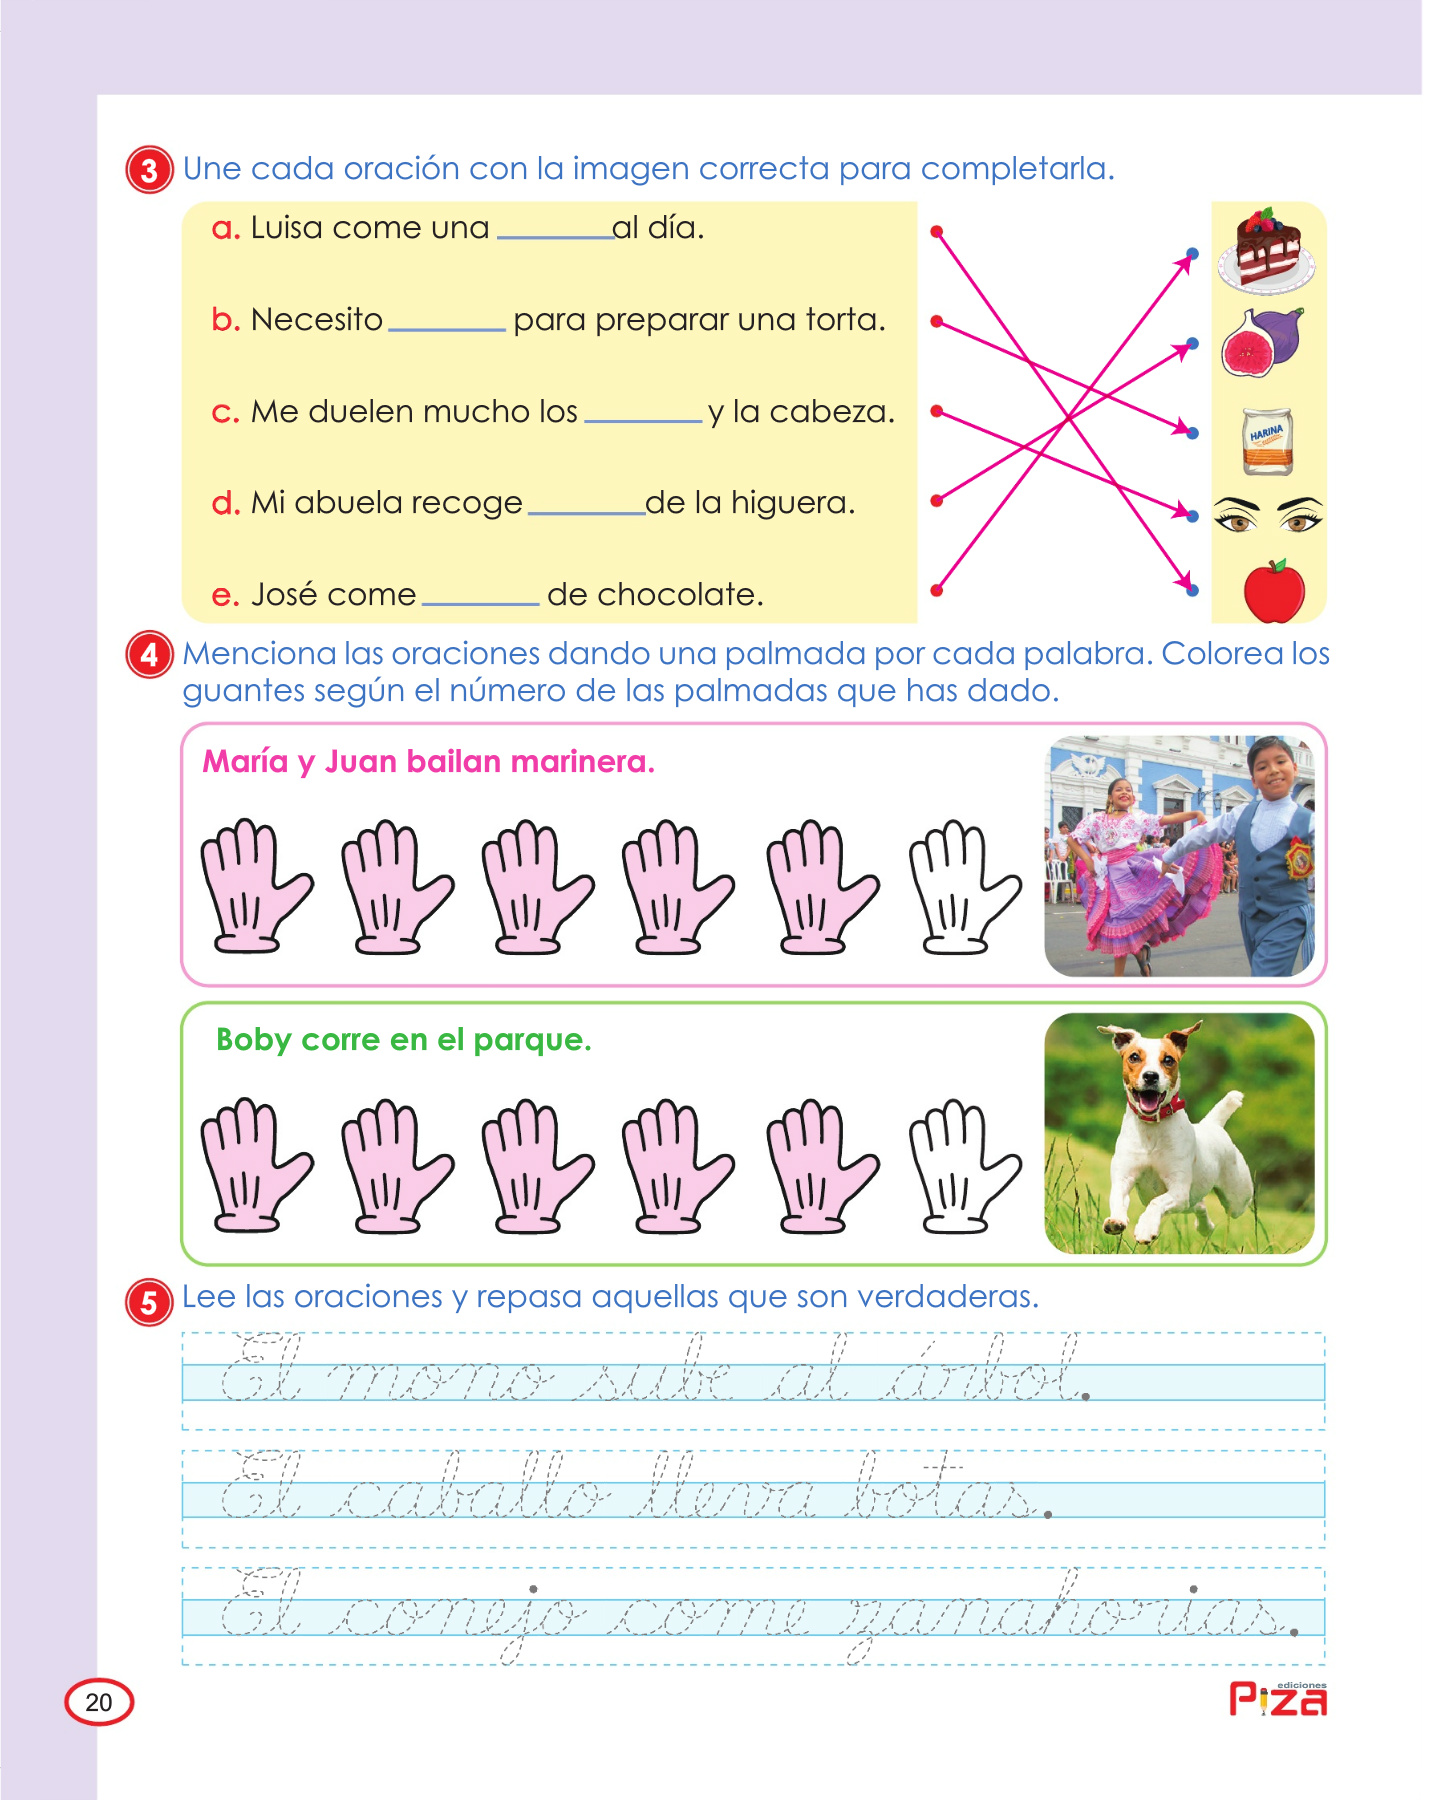 3 Une cada oración con la imagen correcta para completarla.
a. Luisa come una ________ al día.
b. Necesito ________ para preparar una torta.
HARINA
c. Me duelen mucho los ________ y la cabeza.
d. Mi abuela recoge ________ de la higuera.
e. José come ________ de chocolate.
4 Menciona las oraciones dando una palmada por cada palabra. Colorea los
guantes según el número de las palmadas que has dado.
María y Juan bailan marinera.
Boby corre en el parque.
5 Lee las oraciones y repasa aquellas que son verdaderas.
El mono sube al árbol.
El caballo lleva botas.
El conejo come zanahorias.
20
ediciones
Piza